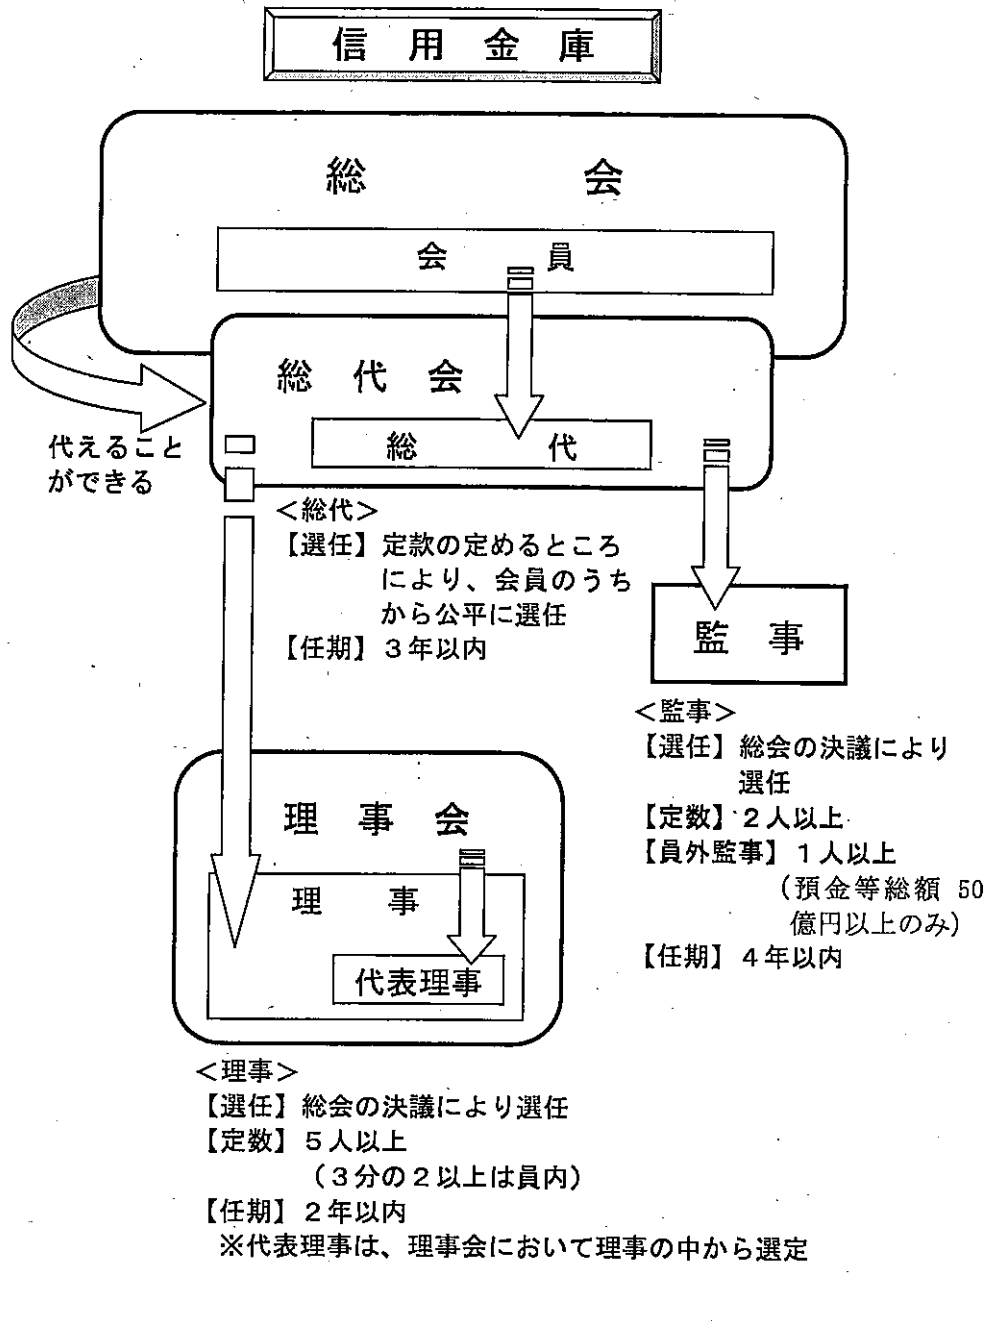 信用金庫
総会
会員
総代会
総代
代えること
ができる
＜総代＞
【選任】定款の定めるところ
により、会員のうち
から公平に選任
【任期】３年以内
監事
＜監事＞
【選任】総会の決議により
選任
【定数】２人以上
【員外監事】１人以上
（預金等総額 50
億円以上のみ）
【任期】４年以内
理事会
理事
代表理事
＜理事＞
【選任】総会の決議により選任
【定数】５人以上
（３分の２以上は員内）
【任期】２年以内
※代表理事は、理事会において理事の中から選定